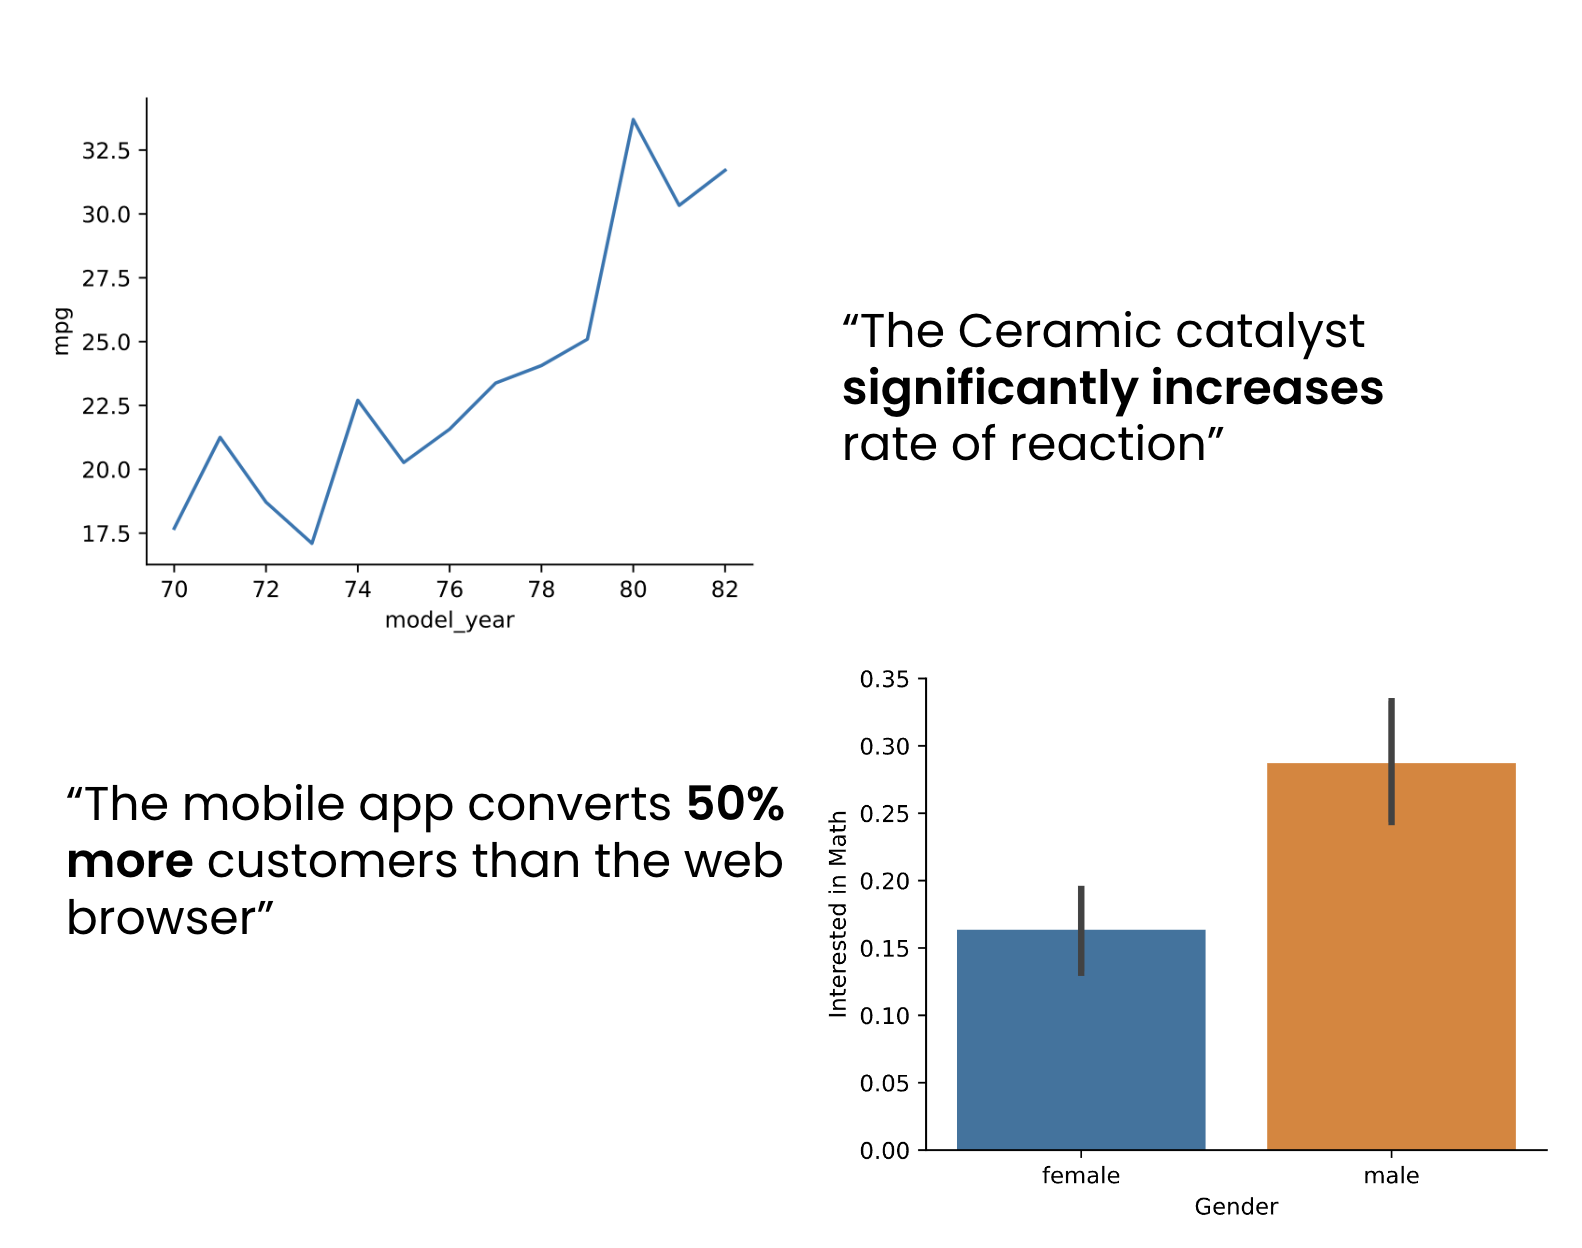 32.5
30.0
27.5
25.0
22.5
20.0
17.5
mpg
70 72 74 76 78 80 82
model_year
“The Ceramic catalyst
significantly increases
rate of reaction”
“The mobile app converts 50%
more customers than the web
browser”
0.35
0.30
0.25
0.20
0.15
0.10
0.05
0.00
Interested in Math
female male
Gender